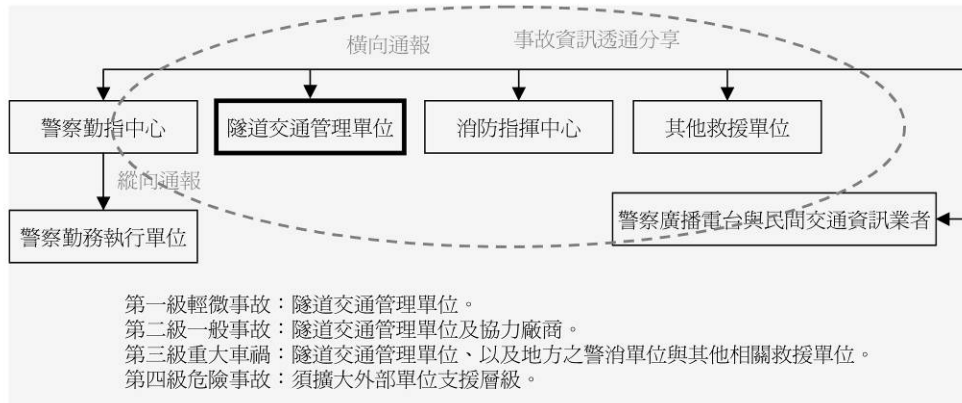 橫向通報
事故資訊透通分享
警察勤指中心
隧道交通管理單位
消防指揮中心
其他救援單位
縱向通報
警察勤務執行單位
警察廣播電台與民間交通資訊業者
第一級輕微事故：隧道交通管理單位。
第二級一般事故：隧道交通管理單位及協力廠商。
第三級重大車禍：隧道交通管理單位、以及地方之警消單位與其他相關救援單位。
第四級危險事故：須擴大外部單位支援層級。